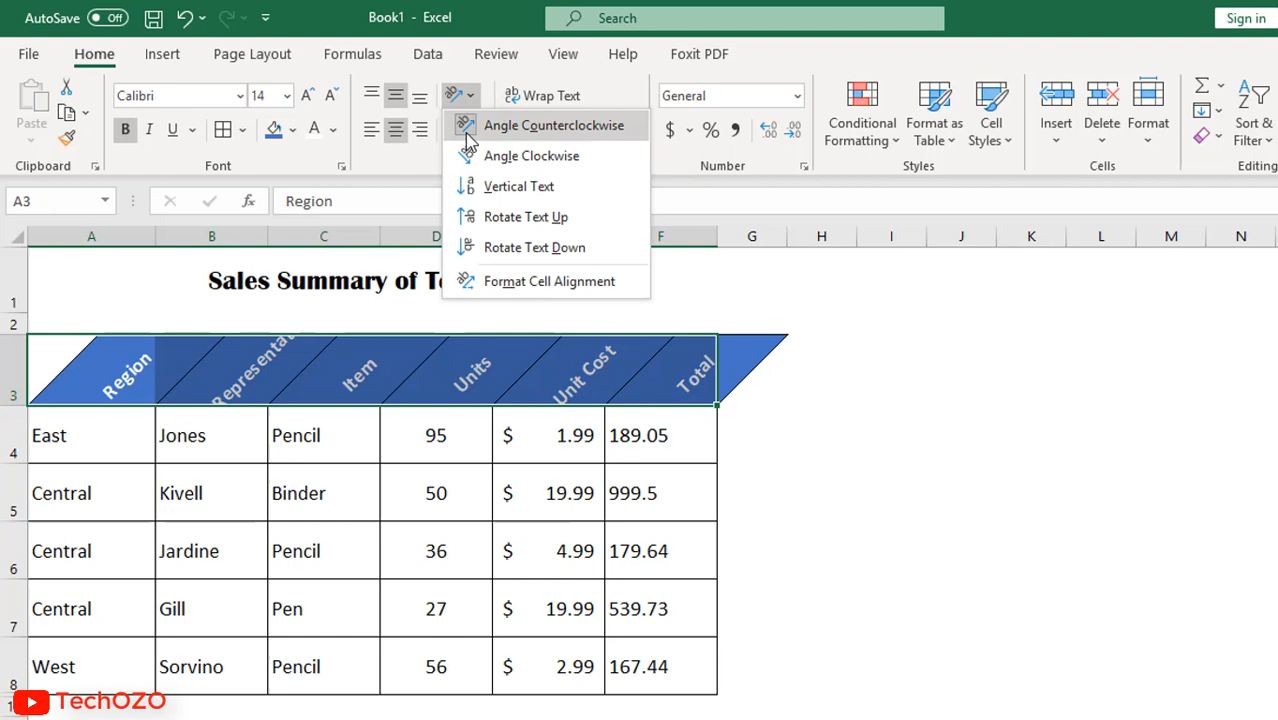 AutoSave Off Book1 - Excel Search Sign in
File Home Insert Page Layout Formulas Data Review View Help Foxit PDF
Paste
Calibri 14
B I U A
ab Wrap Text
General
$ %
Conditional Formatting
Format as Table
Cell Styles
Insert
Delete
Format
Sort & Filter
Clipboard Font Number Styles Cells
Angle Counterclockwise
Angle Clockwise
Vertical Text
Rotate Text Up
Rotate Text Down
Format Cell Alignment
A3 fx Region
A B C D F G H I J K L M N
1 Sales Summary of
2
3 Region Representat Item Units Unit Cost Total
4 East Jones Pencil 95 $ 1.99 189.05
5 Central Kivell Binder 50 $ 19.99 999.5
6 Central Jardine Pencil 36 $ 4.99 179.64
7 Central Gill Pen 27 $ 19.99 539.73
8 West Sorvino Pencil 56 $ 2.99 167.44
TechOZO